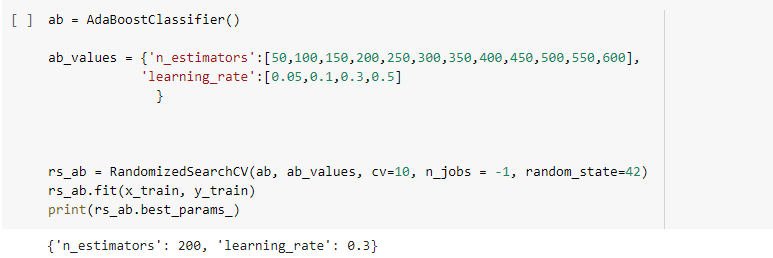 [ ] ab = AdaBoostClassifier()
ab_values = {'n_estimators':[50,100,150,200,250,300,350,400,450,500,550,600],
'learning_rate':[0.05,0.1,0.3,0.5]
}
rs_ab = RandomizedSearchCV(ab, ab_values, cv=10, n_jobs = -1, random_state=42)
rs_ab.fit(x_train, y_train)
print(rs_ab.best_params_)
{'n_estimators': 200, 'learning_rate': 0.3}